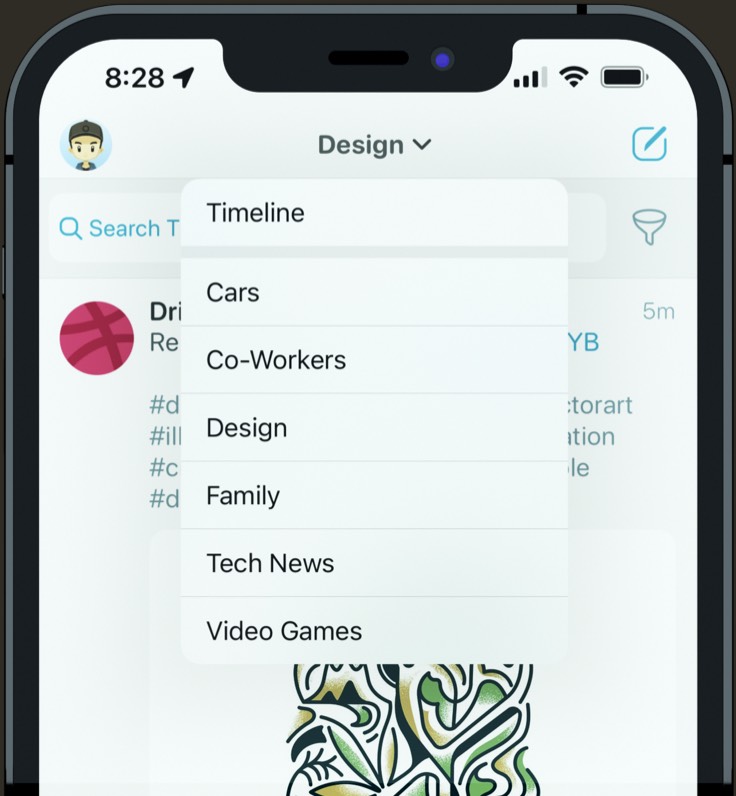 8:28
Design
Search T
Timeline
Cars
Co-Workers
Design
Family
Tech News
Video Games
Dri
5m
Re
YB
#d
ctorart
#ill
ation
#c
ole
#d